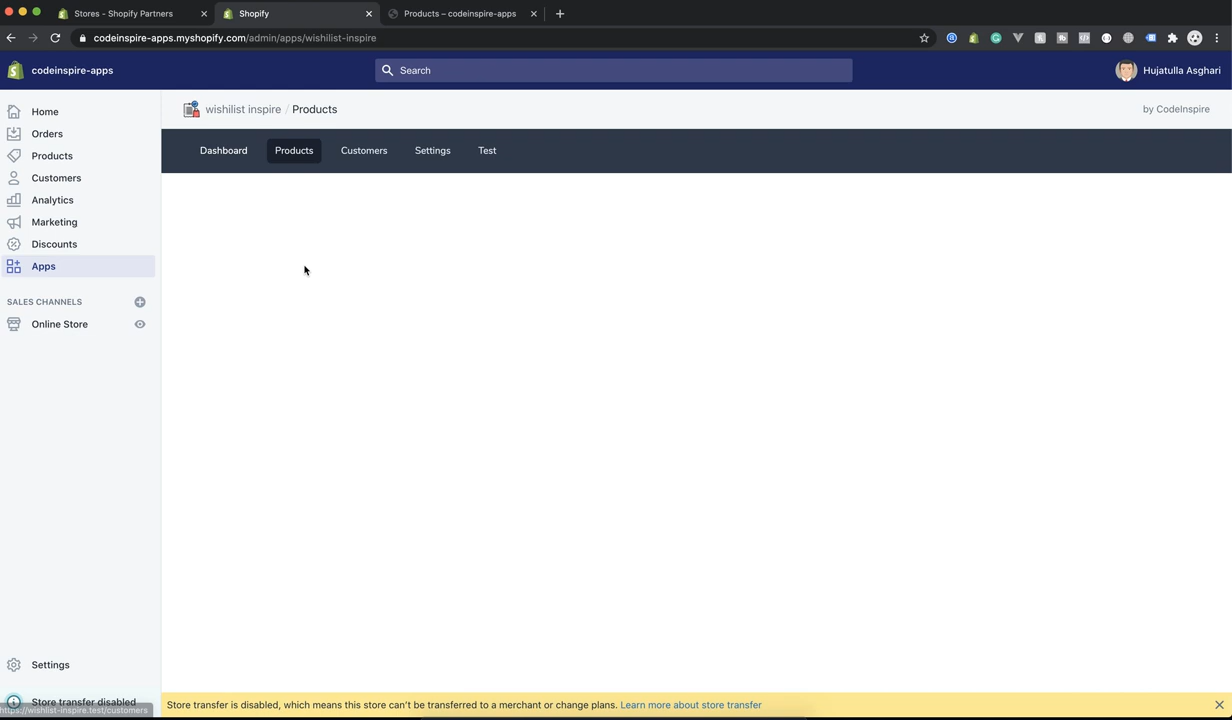 Stores - Shopify Partners
Shopify
Products – codeinspire-apps
codeinspire-apps.myshopify.com/admin/apps/wishilist-inspire
codeinspire-apps
Search
Hujatulla Asghari
Home
Orders
Products
Customers
Analytics
Marketing
Discounts
Apps
SALES CHANNELS
Online Store
Settings
Store transfer disabled
https://wishlist-inspire.test/customers
wishilist inspire / Products
by CodeInspire
Dashboard Products Customers Settings Test
Store transfer is disabled, which means this store can't be transferred to a merchant or change plans. Learn more about store transfer